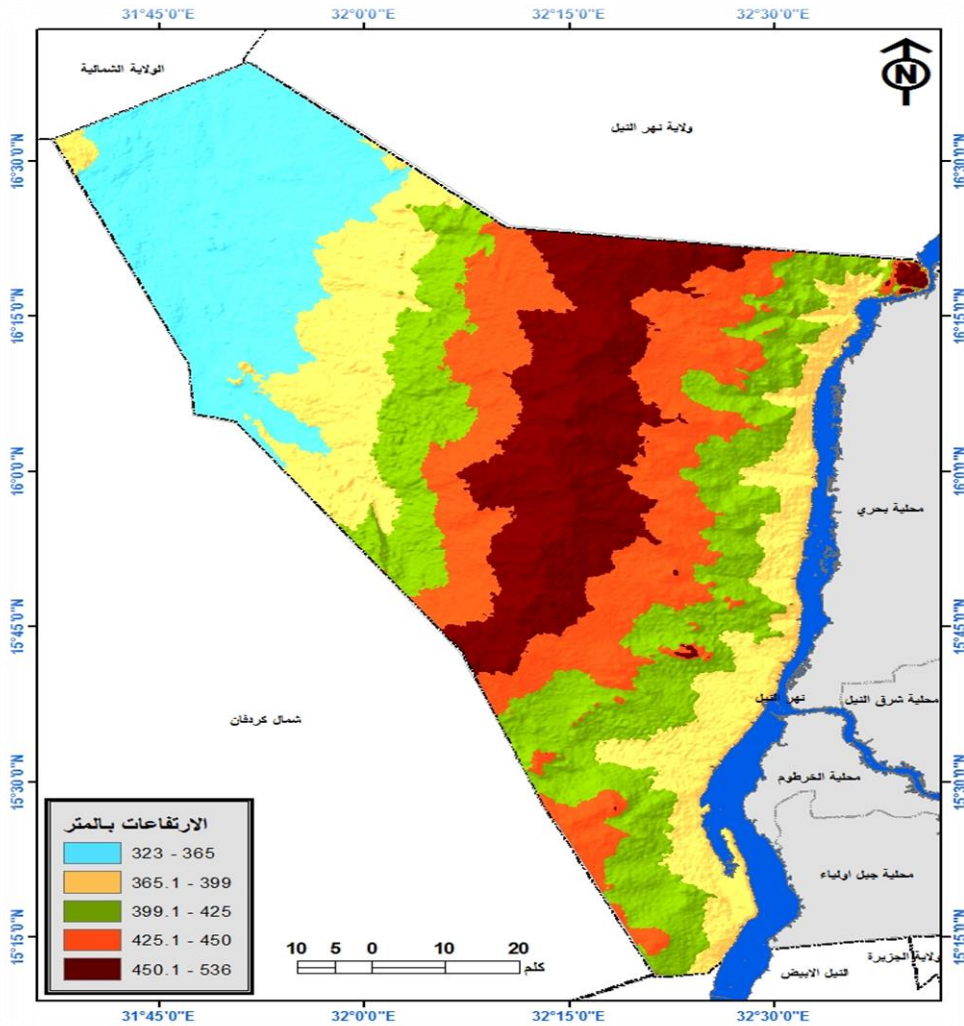 31°45'0"E 32°0'0"E 32°15'0"E 32°30'0"E
الولاية الشمالية
N
ولاية نهر النيل
16°30'0"N 16°30'0"N
16°15'0"N 16°15'0"N
16°0'0"N 16°0'0"N
محلية بحري
15°45'0"N 15°45'0"N
محلية شرق النيل
نهر النيل
شمال كردفان
محلية الخرطوم
15°30'0"N 15°30'0"N
الارتفاعات بالمتر
323 - 365
365.1 - 399
399.1 - 425
425.1 - 450
450.1 - 536
محلية جبل اولياء
15°15'0"N 15°15'0"N
10 5 0 10 20
كلم
ولاية الجزيرة
النيل الابيض
31°45'0"E 32°0'0"E 32°15'0"E 32°30'0"E